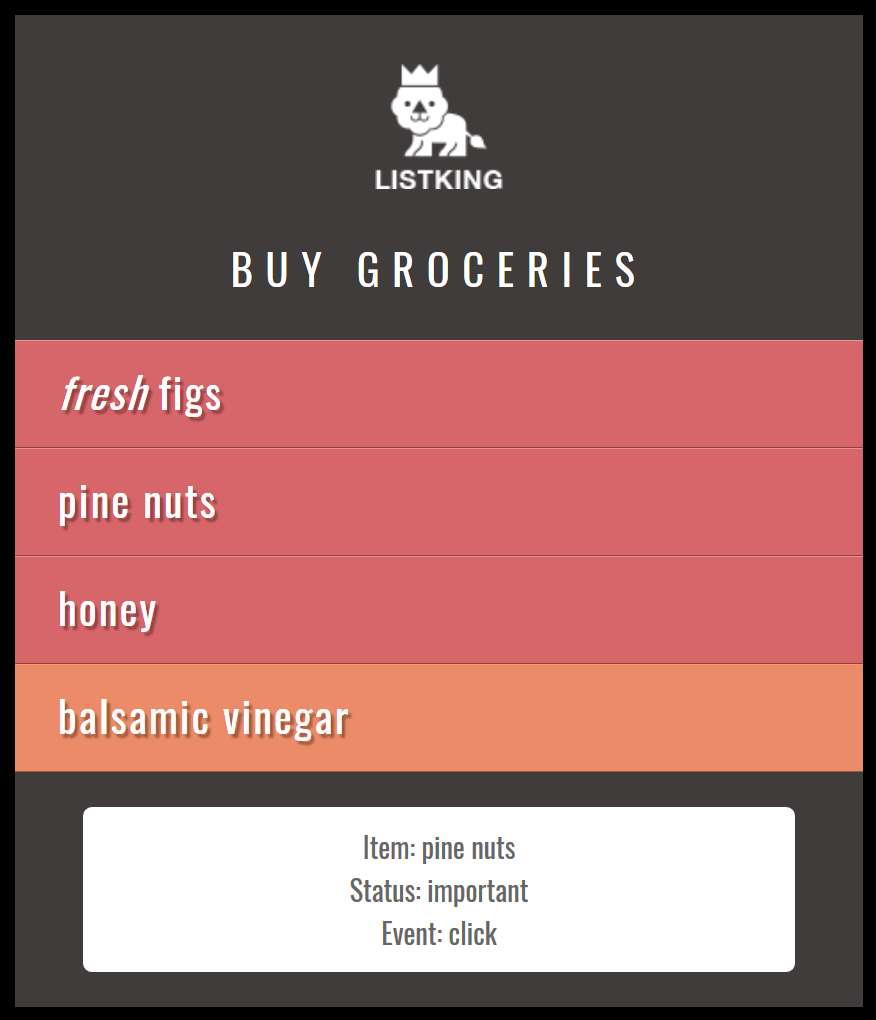 LISTKING
BUY GROCERIES
fresh figs
pine nuts
honey
balsamic vinegar
Item: pine nuts
Status: important
Event: click